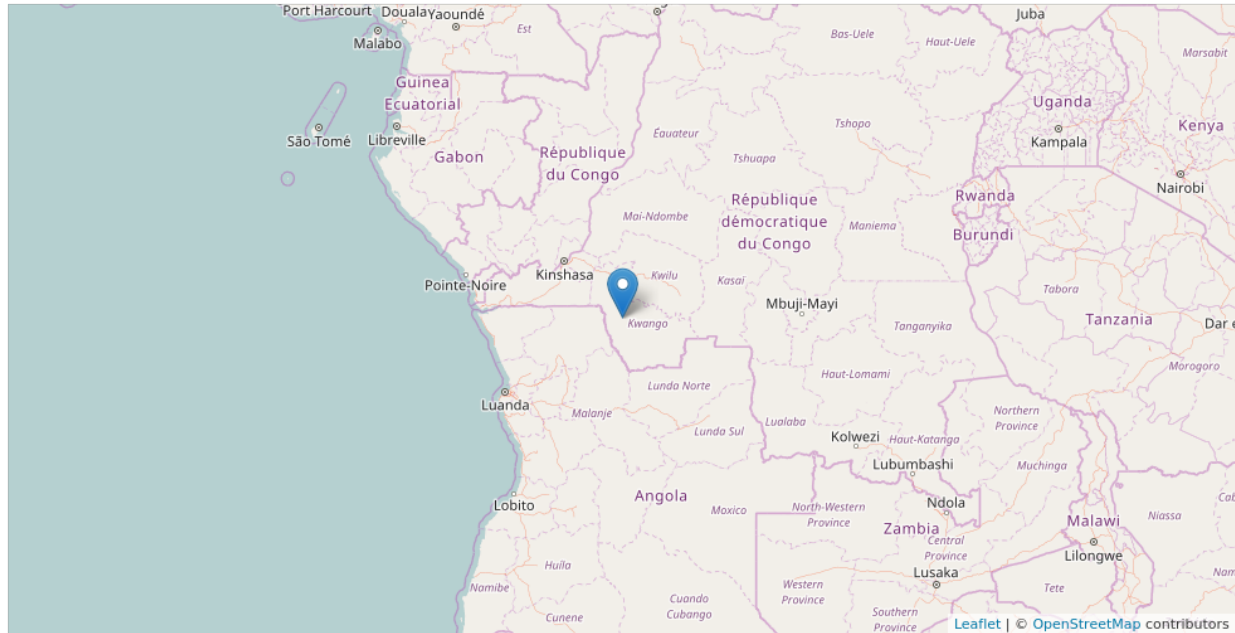 Port Harcourt
Douala
Yaoundé
Juba
Est
Bas-Uele
Haut-Uele
Marsabit
Malabo
Guinea
Ecuatorial
Uganda
Kampala
Kenya
São Tomé
Libreville
Gabon
République
du Congo
Équateur
Tshopo
Tshuapa
Nairobi
Rwanda
République
démocratique
du Congo
Mai-Ndombe
Maniema
Burundi
Kinshasa
Pointe-Noire
Kwilu
Kasaï
Mbuji-Mayi
Tabora
Kwango
Tanganyika
Tanzania
Dar e
Morogoro
Haut-Lomami
Lunda Norte
Luanda
Malanje
Lunda Sul
Lualaba
Northern
Province
Kolwezi
Haut-Katanga
Lubumbashi
Muchinga
Angola
Lobito
Moxico
North-Western
Province
Ndola
Zambia
Malawi
Niassa
Ca
Central
Province
Lilongwe
Huíla
Lusaka
Namibe
Western
Province
Tete
Nam
Cuando
Cubango
Cunene
Southern
Province
Leaflet | © OpenStreetMap contributors